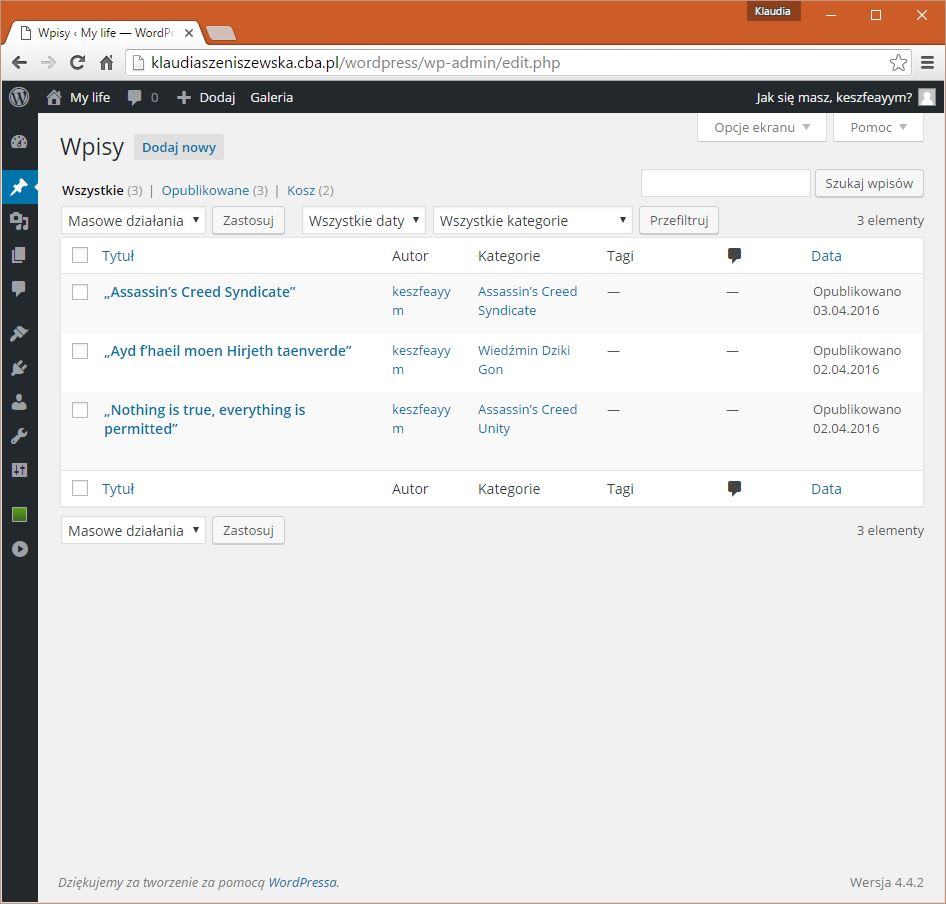 Klaudia
Wpisy ‹ My life — WordPr
klaudiaszeniszewska.cba.pl/wordpress/wp-admin/edit.php
My life 0 Dodaj Galeria Jak się masz, keszfeayym?
Opcje ekranu Pomoc
Wpisy Dodaj nowy
Wszystkie (3) | Opublikowane (3) | Kosz (2)
Szukaj wpisów
Masowe działania Zastosuj Wszystkie daty Wszystkie kategorie Przefiltruj 3 elementy
Tytuł Autor Kategorie Tagi Data
„Assassin’s Creed Syndicate” keszfeayy Assassin’s Creed — — Opublikowano
m Syndicate 03.04.2016
„Ayd f’haeil moen Hirjeth taenverde” keszfeayy Wiedźmin Dziki — — Opublikowano
m Gon 02.04.2016
„Nothing is true, everything is keszfeayy Assassin’s Creed — — Opublikowano
permitted” m Unity 02.04.2016
Tytuł Autor Kategorie Tagi Data
Masowe działania Zastosuj 3 elementy
Dziękujemy za tworzenie za pomocą WordPressa. Wersja 4.4.2